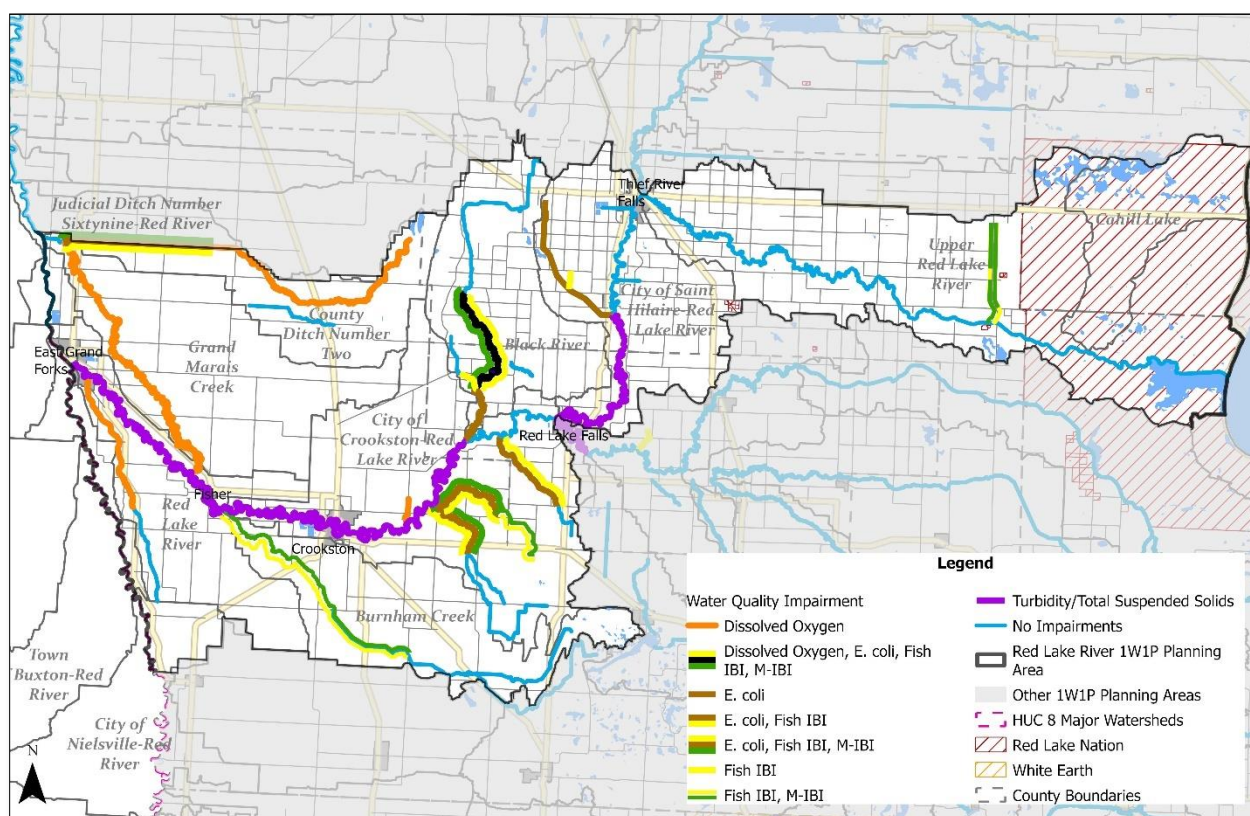 Thief River
Falls
Judicial Ditch Number
Sixtynine-Red River
Cahill Lake
Upper
Red Lake
River
City of Saint
Hilaire-Red
Lake River
County
Ditch Number
Two
Black River
East Grand
Forks
Grand
Marais
Creek
City of
Crookston-Red
Lake River
Red Lake Falls
Fisher
Red
Lake
River
Crookston
Burnham Creek
Town
Buxton-Red
River
City of
Nielsville-Red
River
N
Legend
Water Quality Impairment
Dissolved Oxygen
Dissolved Oxygen, E. coli, Fish
IBI, M-IBI
E. coli
E. coli, Fish IBI
E. coli, Fish IBI, M-IBI
Fish IBI
Fish IBI, M-IBI
Turbidity/Total Suspended Solids
No Impairments
Red Lake River 1W1P Planning
Area
Other 1W1P Planning Areas
HUC 8 Major Watersheds
Red Lake Nation
White Earth
County Boundaries